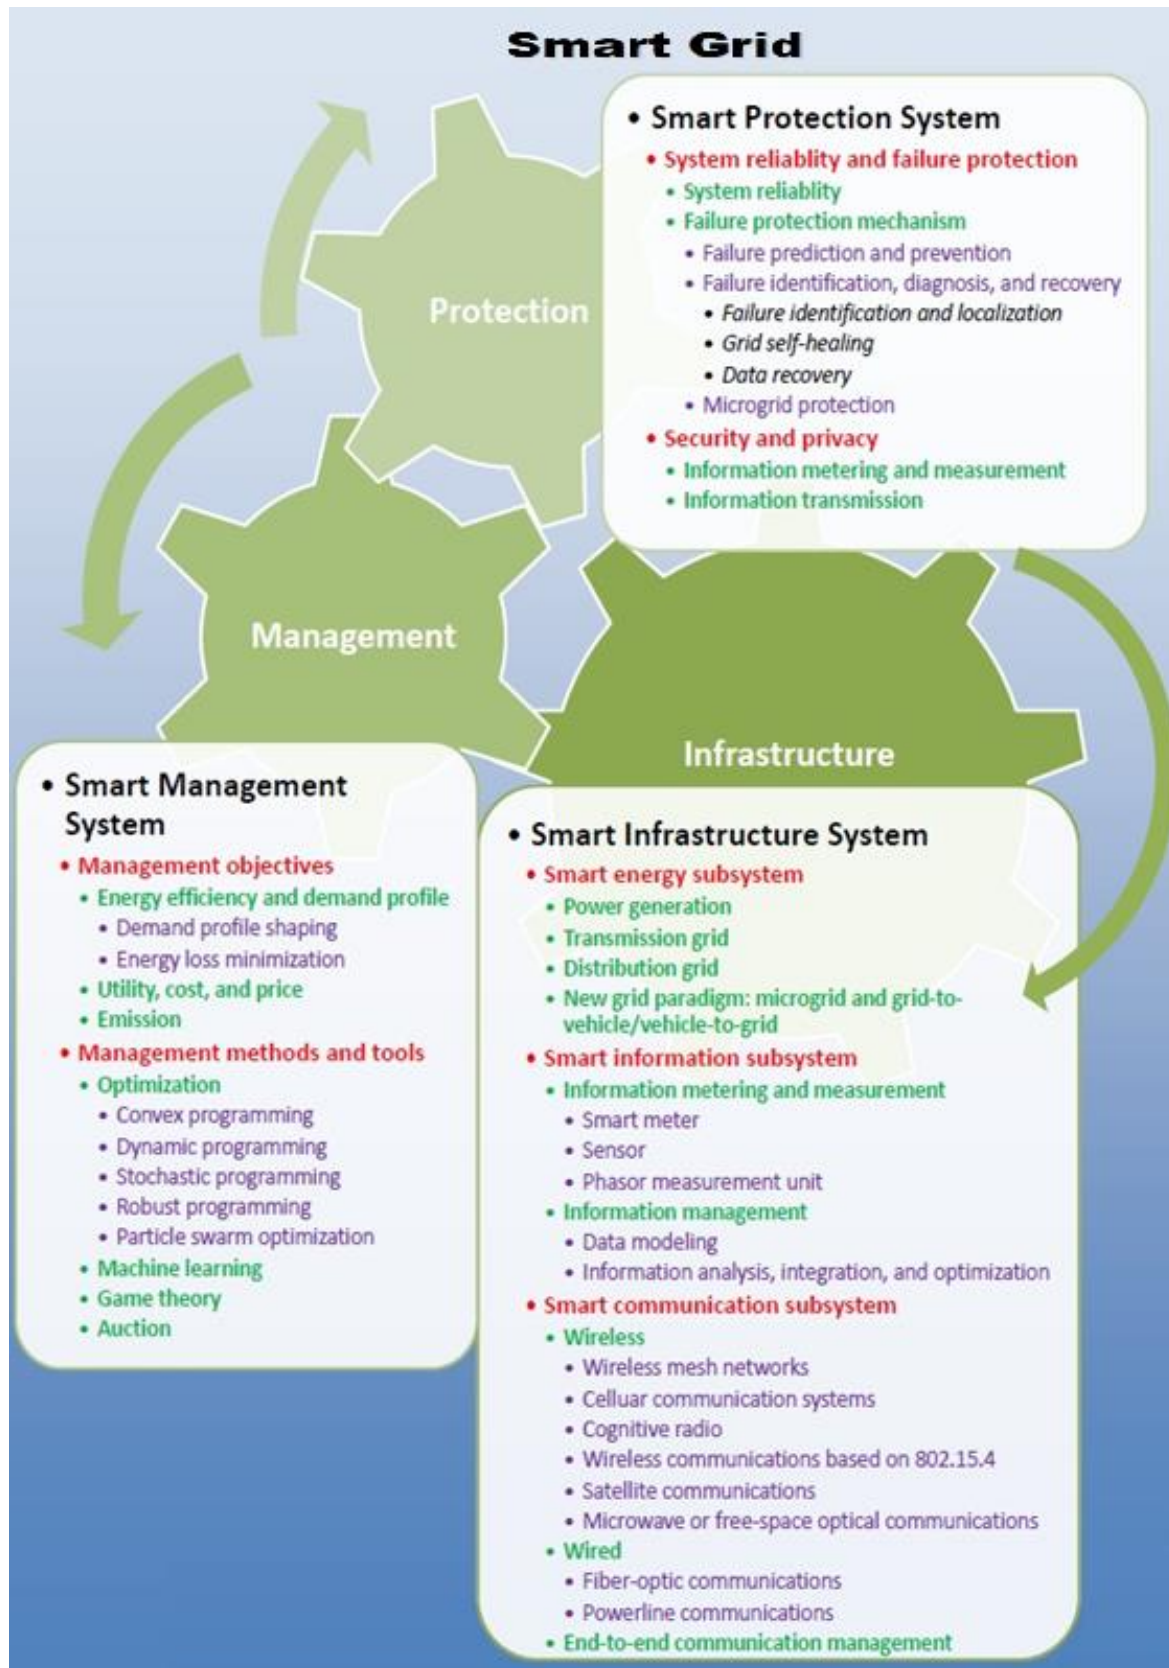 Smart Grid
• Smart Protection System
• System reliablity and failure protection
• System reliablity
• Failure protection mechanism
• Failure prediction and prevention
• Failure identification, diagnosis, and recovery
• Failure identification and localization
• Grid self-healing
• Data recovery
• Microgrid protection
• Security and privacy
• Information metering and measurement
• Information transmission
Protection
Management
Infrastructure
• Smart Management
System
• Management objectives
• Energy efficiency and demand profile
• Demand profile shaping
• Energy loss minimization
• Utility, cost, and price
• Emission
• Management methods and tools
• Optimization
• Convex programming
• Dynamic programming
• Stochastic programming
• Robust programming
• Particle swarm optimization
• Machine learning
• Game theory
• Auction
• Smart Infrastructure System
• Smart energy subsystem
• Power generation
• Transmission grid
• Distribution grid
• New grid paradigm: microgrid and grid-to-
vehicle/vehicle-to-grid
• Smart information subsystem
• Information metering and measurement
• Smart meter
• Sensor
• Phasor measurement unit
• Information management
• Data modeling
• Information analysis, integration, and optimization
• Smart communication subsystem
• Wireless
• Wireless mesh networks
• Celluar communication systems
• Cognitive radio
• Wireless communications based on 802.15.4
• Satellite communications
• Microwave or free-space optical communications
• Wired
• Fiber-optic communications
• Powerline communications
• End-to-end communication management